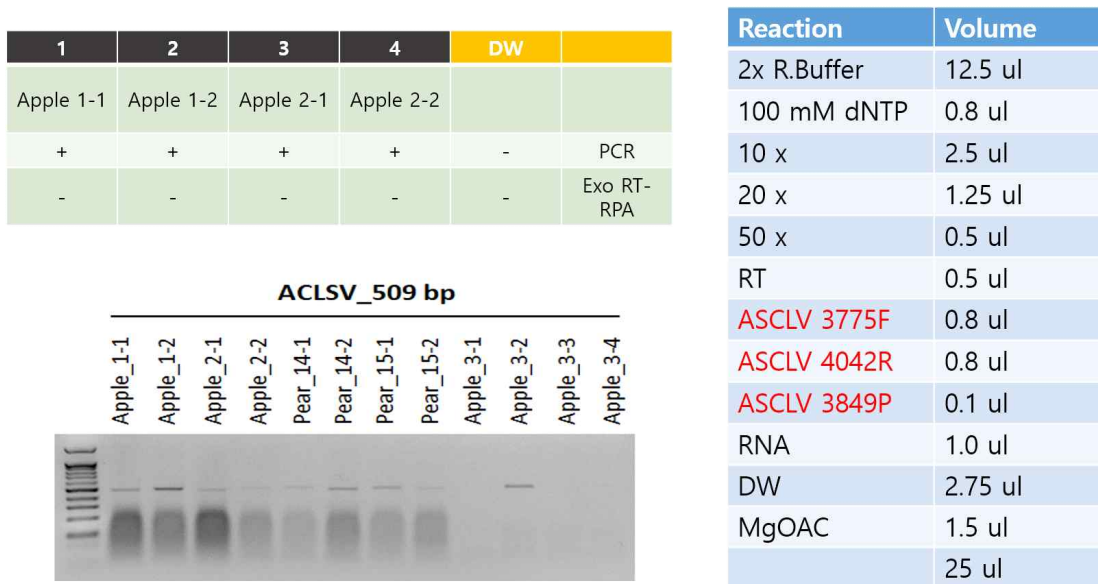 1 2 3 4 DW
Apple 1-1 Apple 1-2 Apple 2-1 Apple 2-2
+ + + + - PCR
- - - - - Exo RT-
RPA
ACLSV_509 bp
Apple_1-1
Apple_1-2
Apple_2-1
Apple_2-2
Pear_14-1
Pear_14-2
Pear_15-1
Pear_15-2
Apple_3-1
Apple_3-2
Apple_3-3
Apple_3-4
Reaction Volume
2x R.Buffer 12.5 ul
100 mM dNTP 0.8 ul
10 x 2.5 ul
20 x 1.25 ul
50 x 0.5 ul
RT 0.5 ul
ASCLV 3775F 0.8 ul
ASCLV 4042R 0.8 ul
ASCLV 3849P 0.1 ul
RNA 1.0 ul
DW 2.75 ul
MgOAC 1.5 ul
25 ul